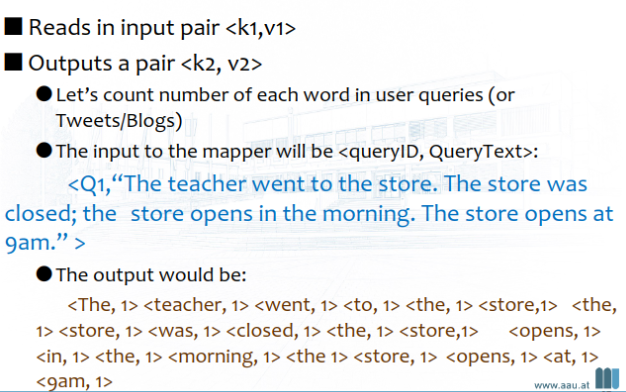 Reads in input pair <k1,v1>
Outputs a pair <k2, v2>
Let's count number of each word in user queries (or
Tweets/Blogs)
The input to the mapper will be <queryID, QueryText>:
<Q1,“The teacher went to the store. The store was
closed; the store opens in the morning. The store opens at
9am.” >
The output would be:
<The, 1> <teacher, 1> <went, 1> <to, 1> <the, 1> <store,1> <the,
1> <store, 1> <was, 1> <closed, 1> <the, 1> <store,1> <opens, 1>
<in, 1> <the, 1> <morning, 1> <the 1> <store, 1> <opens, 1> <at, 1>
<9am, 1>
www.aau.at